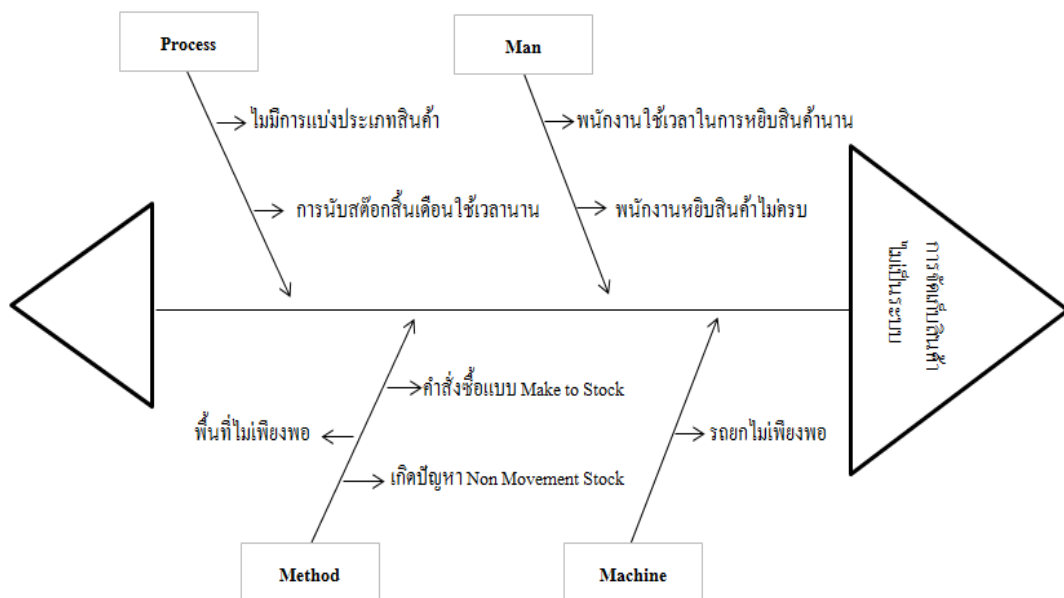 Process
Man
ไม่มีการแบ่งประเภทสินค้า
พนักงานใช้เวลาในการหยิบสินค้านาน
การนับสต๊อกสิ้นเดือนใช้เวลานาน
พนักงานหยิบสินค้าไม่ครบ
การจัดเก็บสินค้า
ไม่เป็นระบบ
คำสั่งซื้อแบบ Make to Stock
พื้นที่ไม่เพียงพอ
รถยกไม่เพียงพอ
เกิดปัญหา Non Movement Stock
Method
Machine